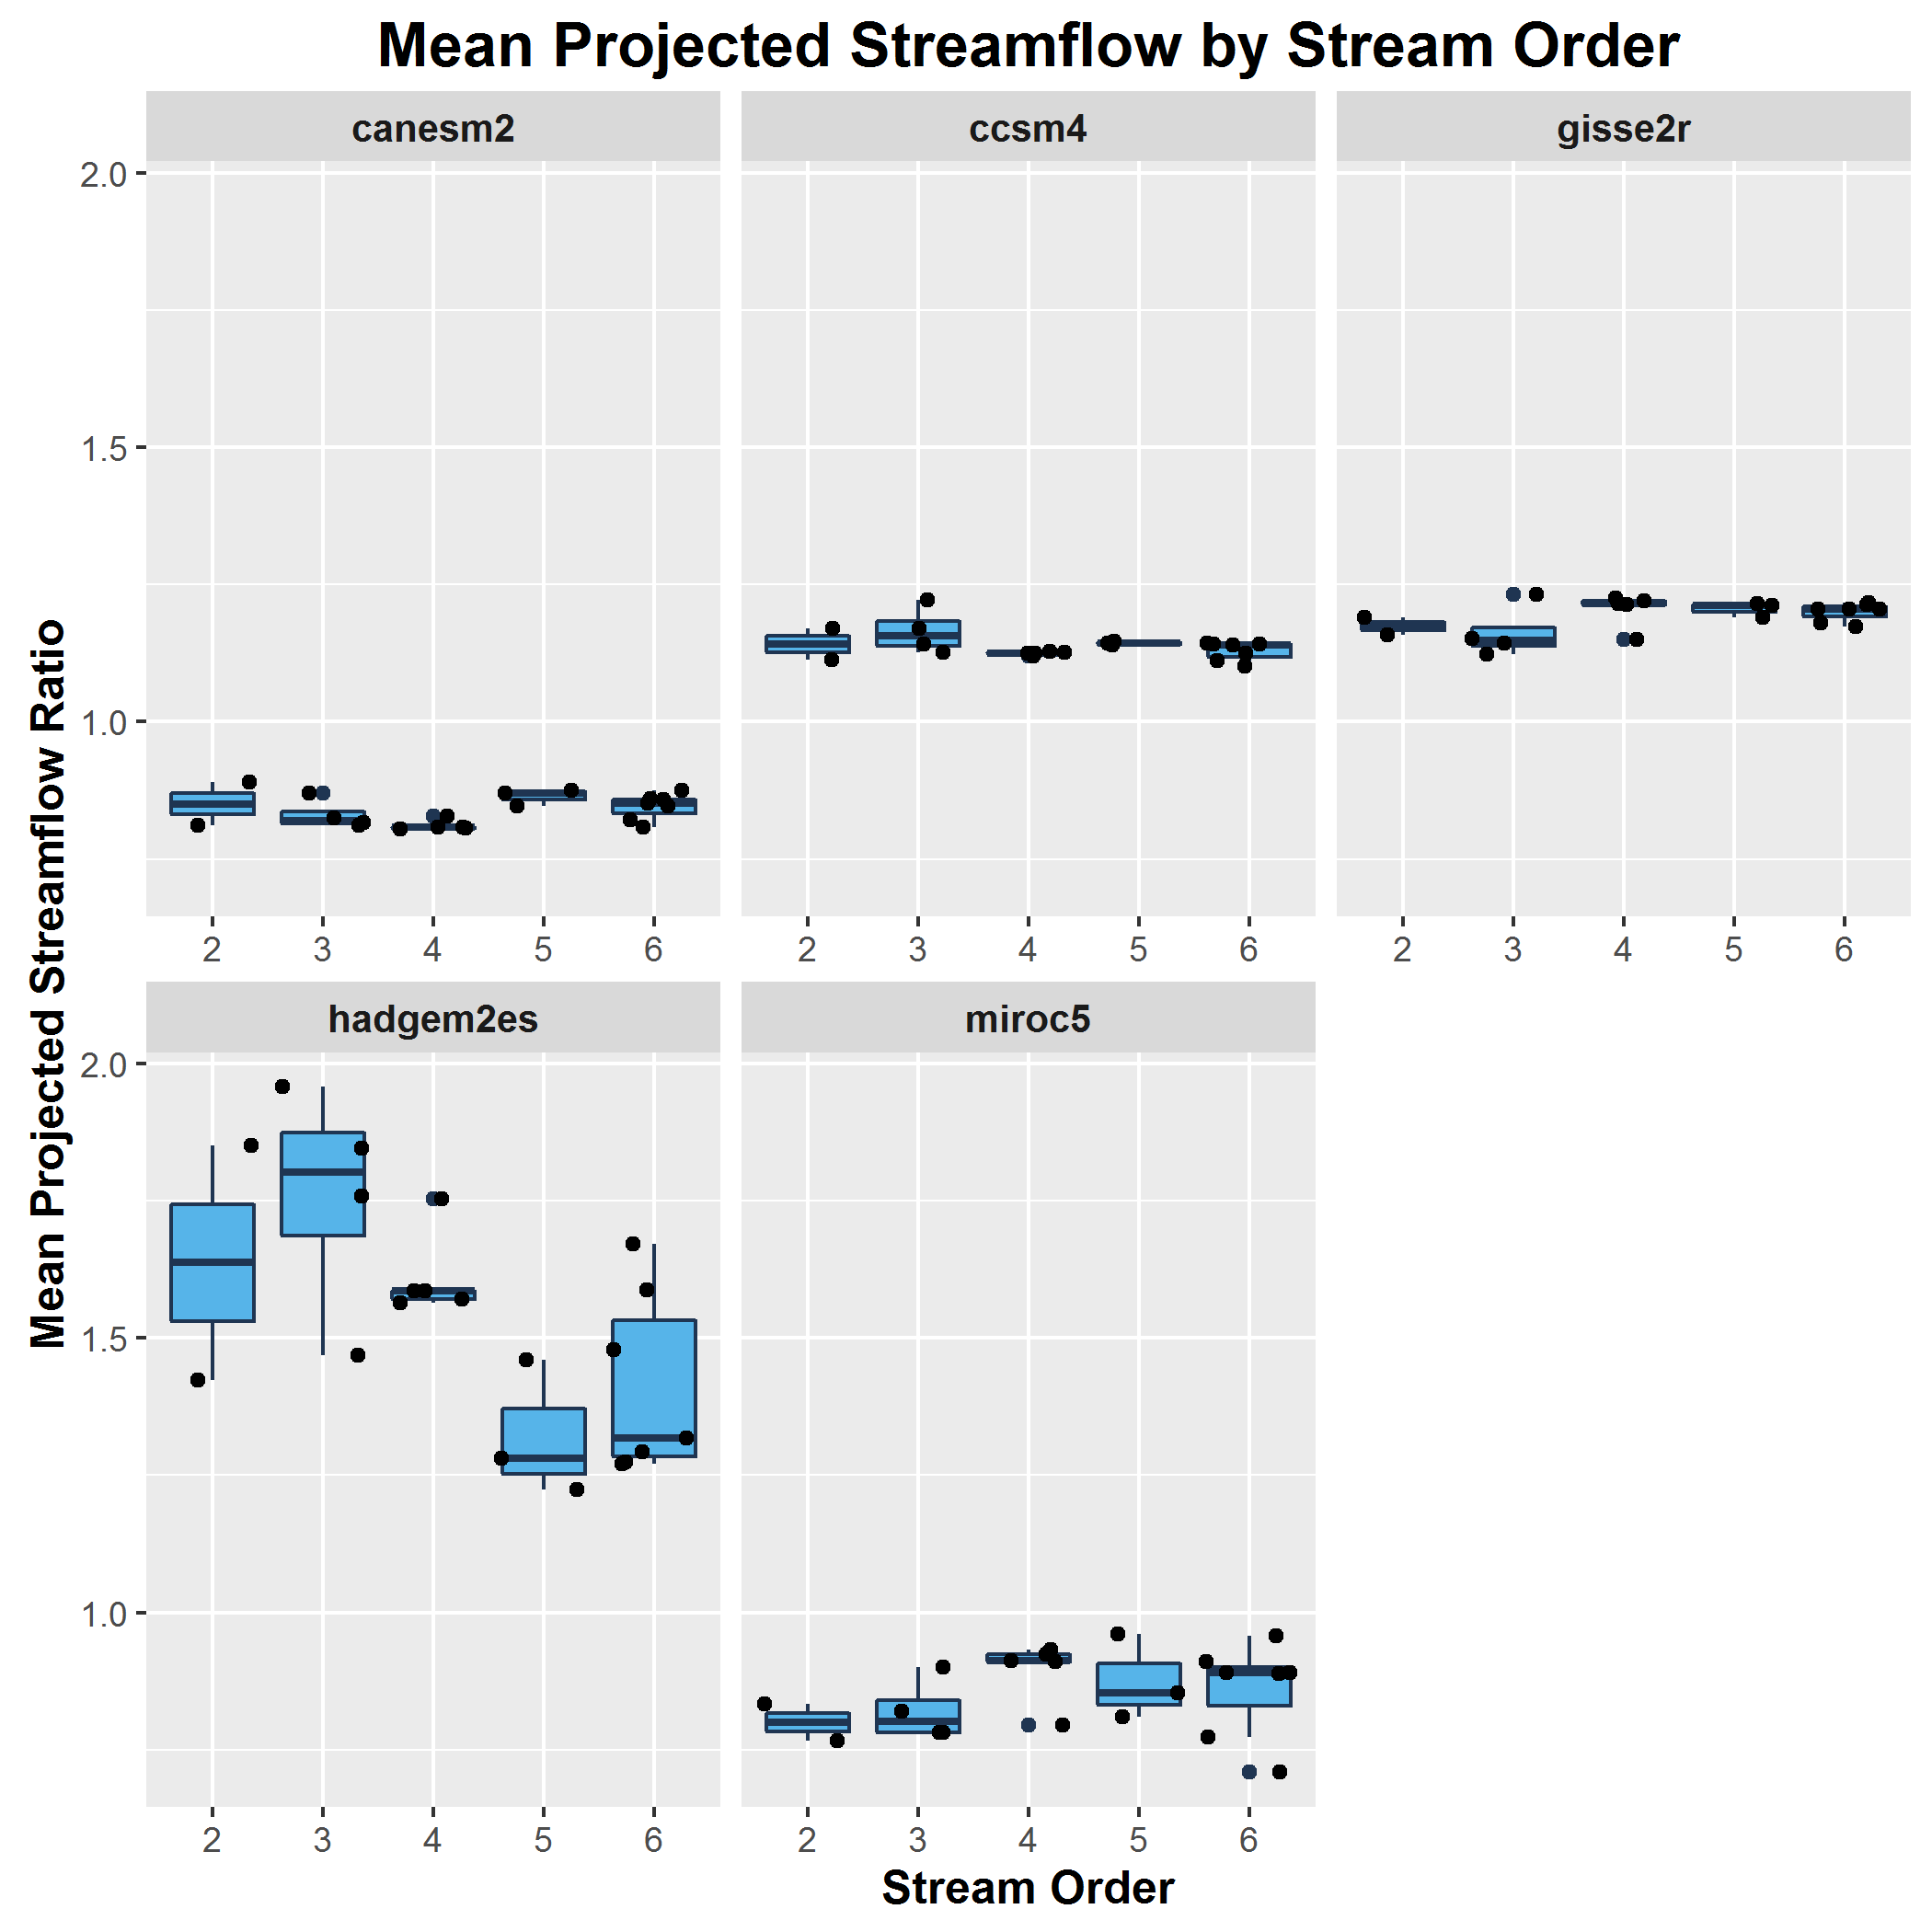 Mean Projected Streamflow by Stream Order
canesm2
ccsm4
gisse2r
2.0
1.5
1.0
2 3 4 5 6
2 3 4 5 6
2 3 4 5 6
Mean Projected Streamflow Ratio
hadgem2es
miroc5
2.0
1.5
1.0
2 3 4 5 6
2 3 4 5 6
Stream Order